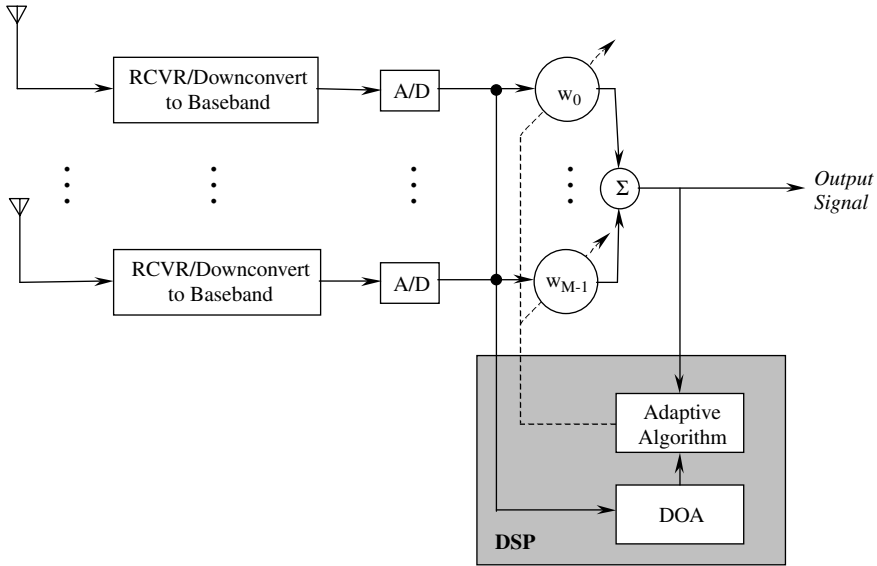 RCVR/Downconvert
to Baseband
A/D
w0
Σ
Output
Signal
RCVR/Downconvert
to Baseband
A/D
wM-1
Adaptive
Algorithm
DOA
DSP